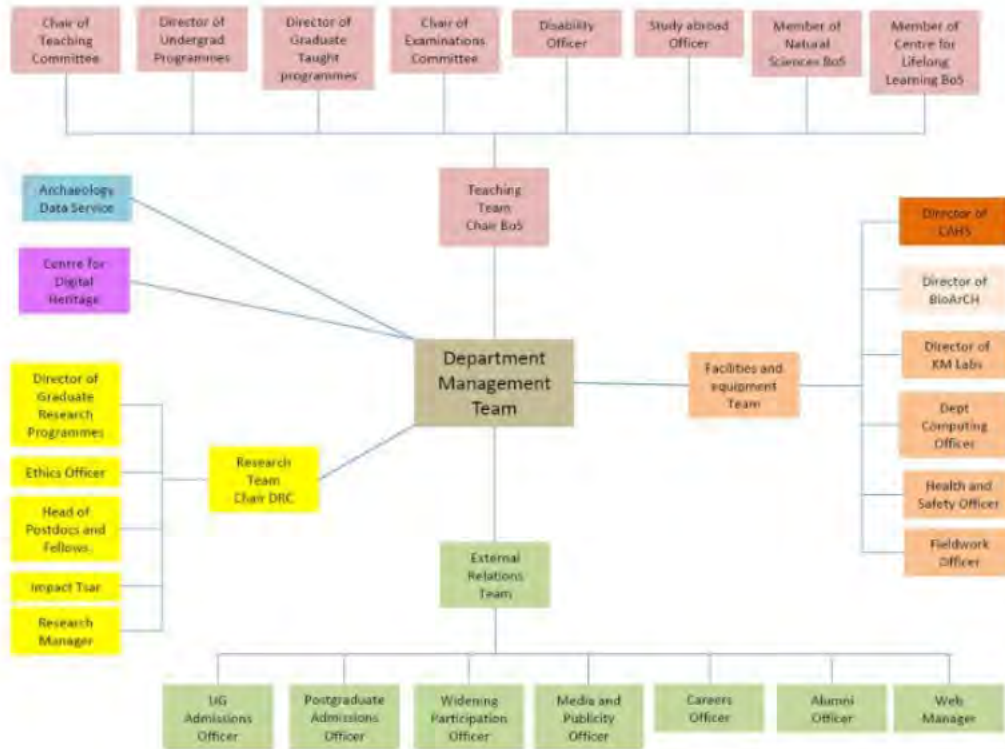 Chair of
Teaching
Committee
Director of
Undergrad
Programmes
Director of
Graduate
Taught
programmes
Chair of
Examinations
Committee
Disability
Officer
Study abroad
Officer
Member of
Natural
Sciences BoS
Member of
Centre for
Lifelong
Learning BoS
Archaeology
Data Service
Teaching
Team
Chair BoS
Director of
CAHS
Centre for
Digital
Heritage
Director of
BioArCH
Department
Management
Team
Facilities and
equipment
Team
Director of
KM Labs
Director of
Graduate
Research
Programmes
Dept
Computing
Officer
Ethics Officer
Research
Team
Chair DRC
Health and
Safety Officer
Head of
Postdocs and
Fellows
External
Relations
Team
Fieldwork
Officer
Impact Tsar
Research
Manager
UG
Admissions
Officer
Postgraduate
Admissions
Officer
Widening
Participation
Officer
Media and
Publicity
Officer
Careers
Officer
Alumni
Officer
Web
Manager